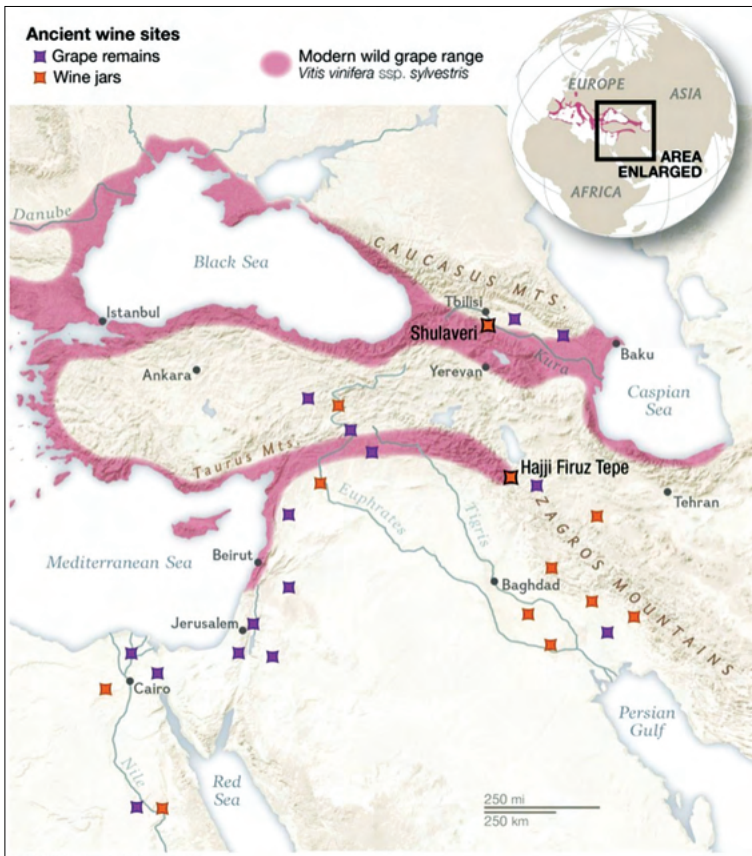 Ancient wine sites
Grape remains
Wine jars
Modern wild grape range
Vitis vinifera ssp. sylvestris
EUROPE
ASIA
AFRICA
AREA
ENLARGED
Danube
Black Sea
CAUCASUS MTS.
Istanbul
Tbilisi
Shulaveri
Kura
Baku
Ankara
Yerevan
Caspian
Sea
Taurus Mts.
Hajji Firuz Tepe
Tehran
Euphrates
Tigris
ZAGROS MOUNTAINS
Mediterranean Sea
Beirut
Baghdad
Jerusalem
Cairo
Persian
Gulf
Nile
Red
Sea
250 mi
250 km